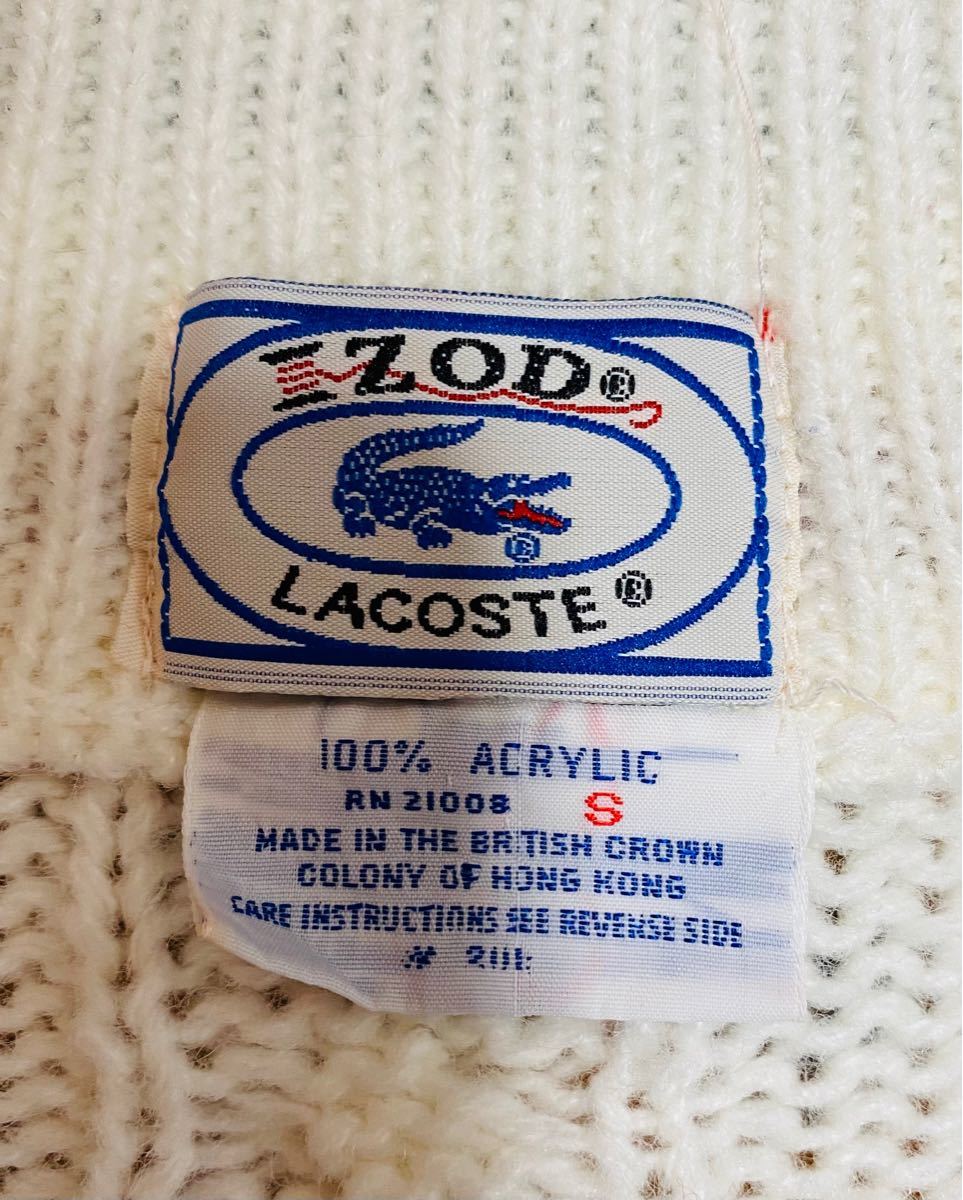 IZOD®
®
LACOSTE®
100% ACRYLIC
RN 21008 S
MADE IN THE BRITISH CROWN
COLONY OF HONG KONG
CARE INSTRUCTIONS SEE REVERSE SIDE
#